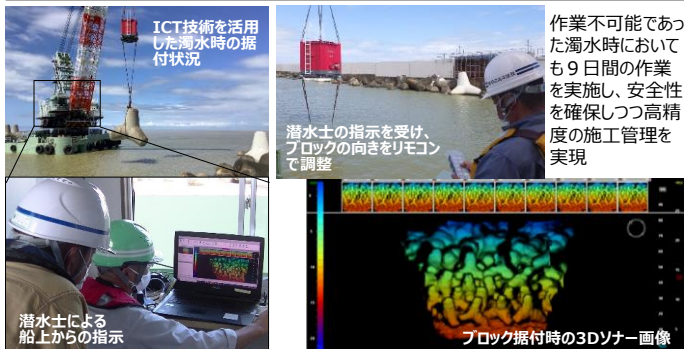 ICT技術を活用
した濁水時の据
付状況
潜水士の指示を受け、
ブロックの向きをリモコン
で調整
作業不可能であっ
た濁水時において
も９日間の作業
を実施し、安全性
を確保しつつ高精
度の施工管理を
実現
潜水士による
船上からの指示
ブロック据付時の3Dソナー画像